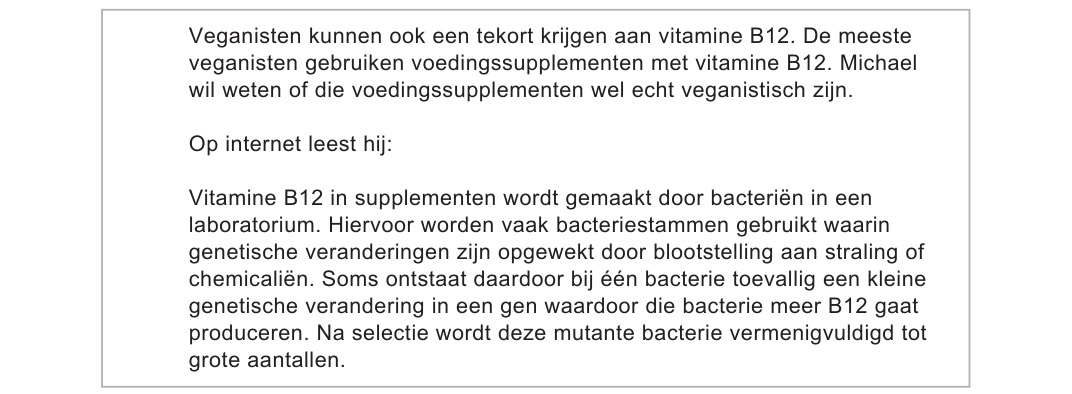 Veganisten kunnen ook een tekort krijgen aan vitamine B12. De meeste
veganisten gebruiken voedingssupplementen met vitamine B12. Michael
wil weten of die voedingssupplementen wel echt veganistisch zijn.
Op internet leest hij:
Vitamine B12 in supplementen wordt gemaakt door bacteriën in een
laboratorium. Hiervoor worden vaak bacteriestammen gebruikt waarin
genetische veranderingen zijn opgewekt door blootstelling aan straling of
chemicaliën. Soms ontstaat daardoor bij één bacterie toevallig een kleine
genetische verandering in een gen waardoor die bacterie meer B12 gaat
produceren. Na selectie wordt deze mutante bacterie vermenigvuldigd tot
grote aantallen.